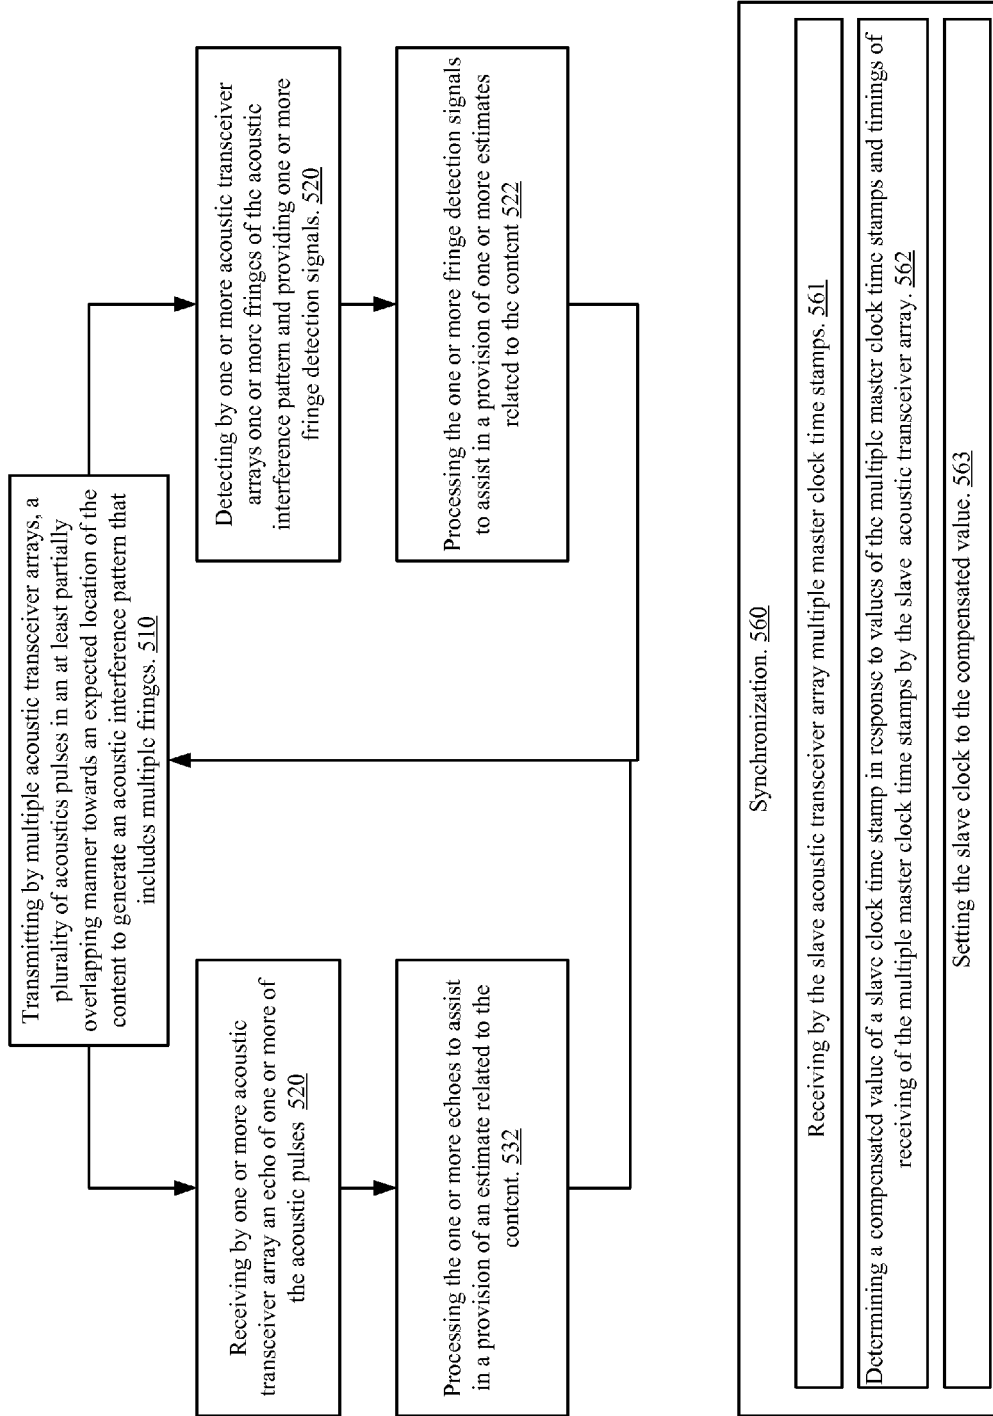 Transmitting by multiple acoustic transceiver arrays, a
plurality of acoustics pulses in an at least partially
overlapping manner towards an expected location of the
content to generate an acoustic interference pattern that
includes multiple fringes. 510
Receiving by one or more acoustic
transceiver array an echo of one or more of
the acoustic pulses 520
Processing the one or more echoes to assist
in a provision of an estimate related to the
content. 532
Detecting by one or more acoustic transceiver
arrays one or more fringes of the acoustic
interference pattern and providing one or more
fringe detection signals. 520
Processing the one or more fringe detection signals
to assist in a provision of one or more estimates
related to the content 522
Synchronization. 560
Receiving by the slave acoustic transceiver array multiple master clock time stamps. 561
Determining a compensated value of a slave clock time stamp in response to values of the multiple master clock time stamps and timings of
receiving of the multiple master clock time stamps by the slave acoustic transceiver array. 562
Setting the slave clock to the compensated value. 563